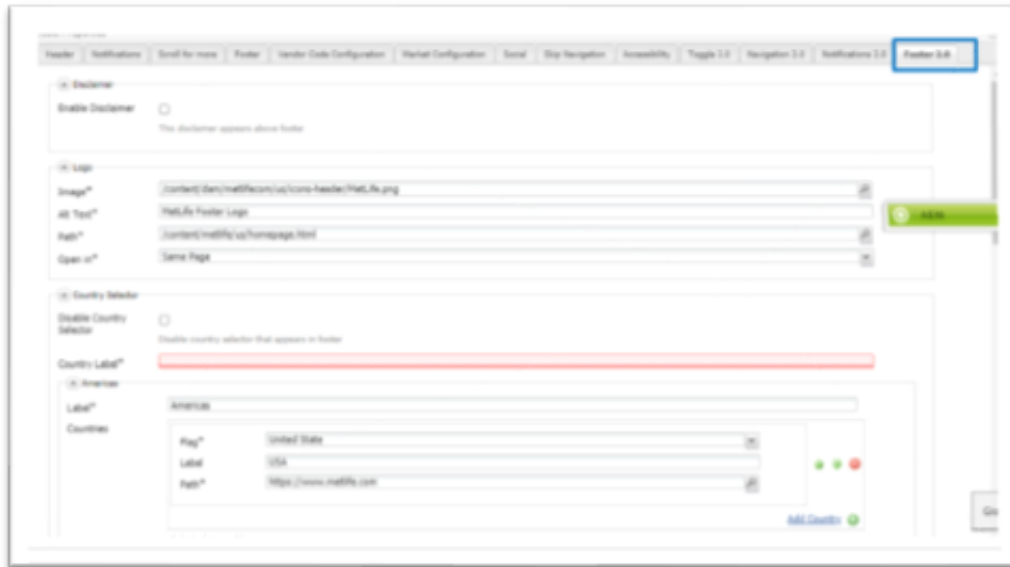 Header Notifications Scroll for more Footer Vendor Code Configuration Market Configuration Social Skip Navigation Accessibility Toggle 2.0 Navigation 2.0 Notifications 2.0 Footer 2.0
Disclaimer
Enable Disclaimer
The disclaimer appears above footer
Logo
Image*
/content/dam/metlifecom/us/icons-header/MetLife.png
Alt Text*
MetLife Footer Logo
Path*
/content/metlife/us/homepage.html
Open in*
Same Page
Country Selector
Disable Country
Selector
Disable country selector that appears in footer
Country Label*
Americas
Label*
Americas
Countries
Flag*
United State
Label
USA
Path*
https://www.metlife.com
Add Country